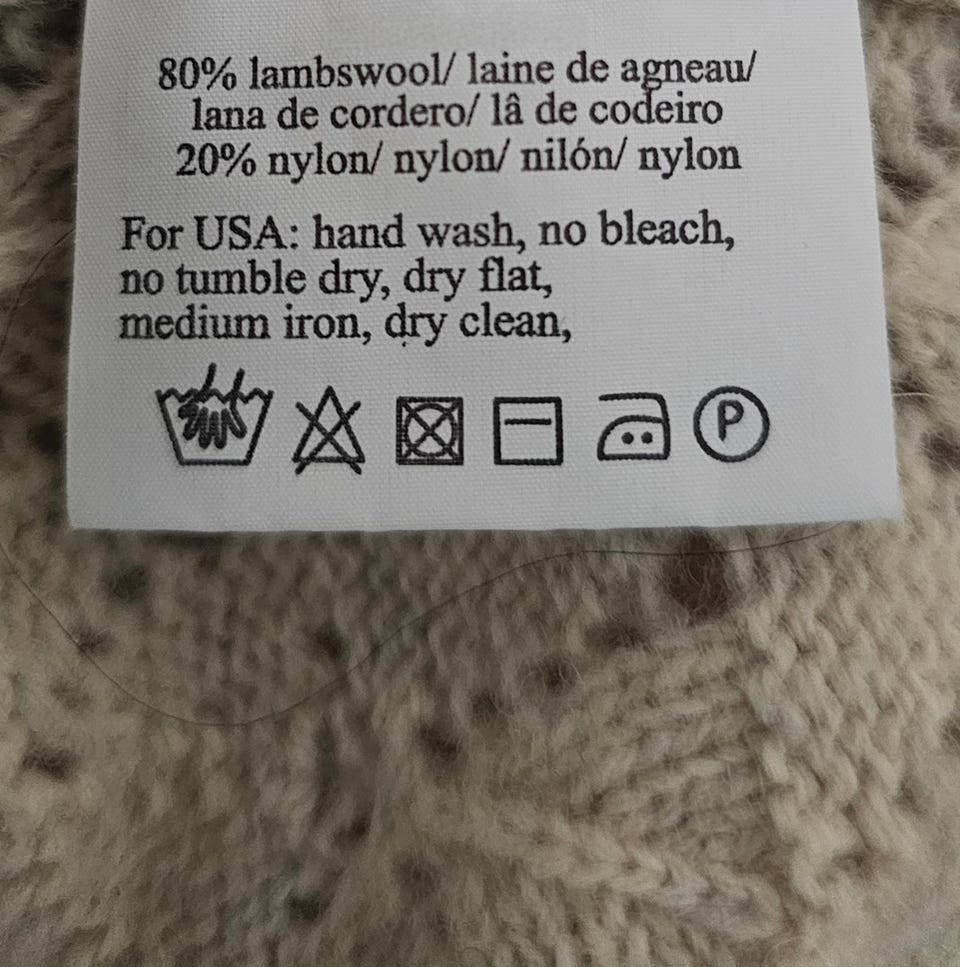 80% lambswool/ laine de agneau/
lana de cordero/ lâ de codeiro
20% nylon/ nylon/ nilón/ nylon
For USA: hand wash, no bleach,
no tumble dry, dry flat,
medium iron, dry clean,
P